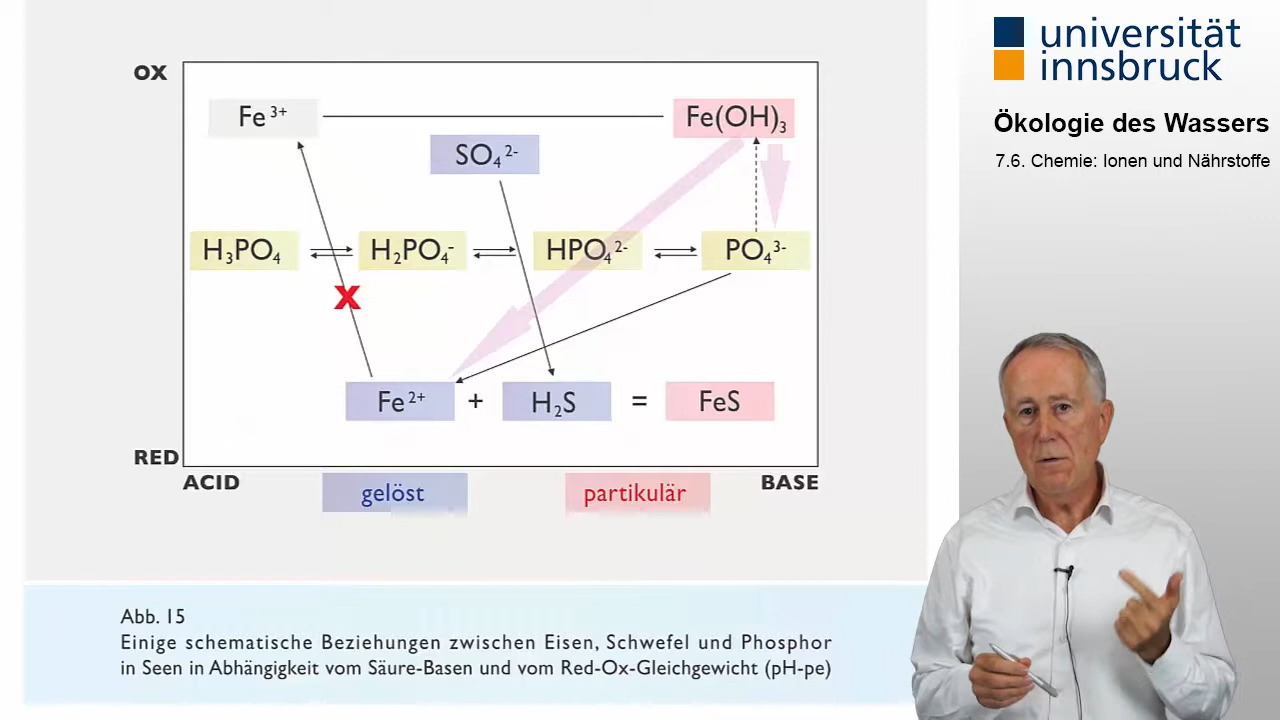 universität
innsbruck
Ökologie des Wassers
7.6. Chemie: Ionen und Nährstoffe
OX
Fe³⁺
Fe(OH)₃
SO₄²⁻
H₃PO₄
H₂PO₄⁻
HPO₄²⁻
PO₄³⁻
X
Fe²⁺ + H₂S = FeS
RED
ACID
BASE
gelöst
partikulär
Abb. 15
Einige schematische Beziehungen zwischen Eisen, Schwefel und Phosphor
in Seen in Abhängigkeit vom Säure-Basen und vom Red-Ox-Gleichgewicht (pH-pe)